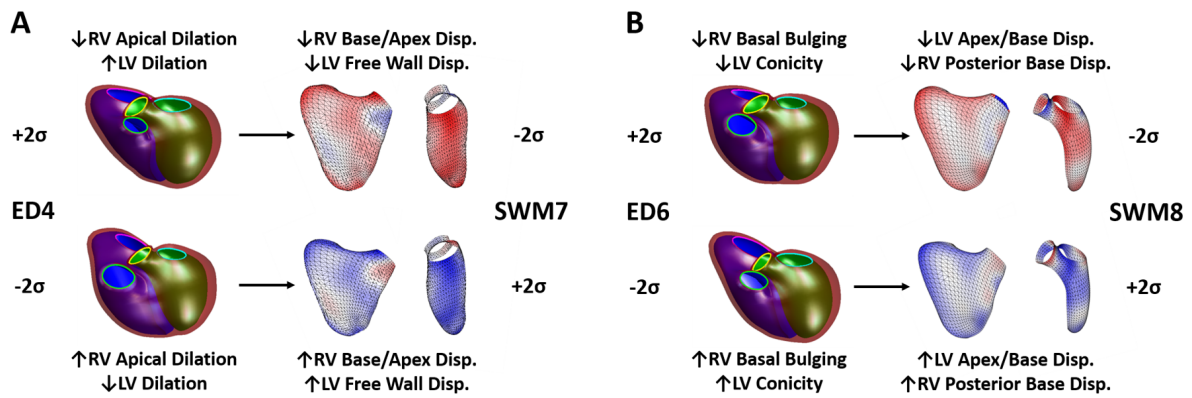 A
↓RV Apical Dilation
↑LV Dilation
↓RV Base/Apex Disp.
↓LV Free Wall Disp.
+2σ
-2σ
ED4
SWM7
-2σ
+2σ
↑RV Apical Dilation
↓LV Dilation
↑RV Base/Apex Disp.
↑LV Free Wall Disp.
B
↓RV Basal Bulging
↓LV Conicity
↓LV Apex/Base Disp.
↓RV Posterior Base Disp.
+2σ
-2σ
ED6
SWM8
-2σ
+2σ
↑RV Basal Bulging
↑LV Conicity
↑LV Apex/Base Disp.
↑RV Posterior Base Disp.